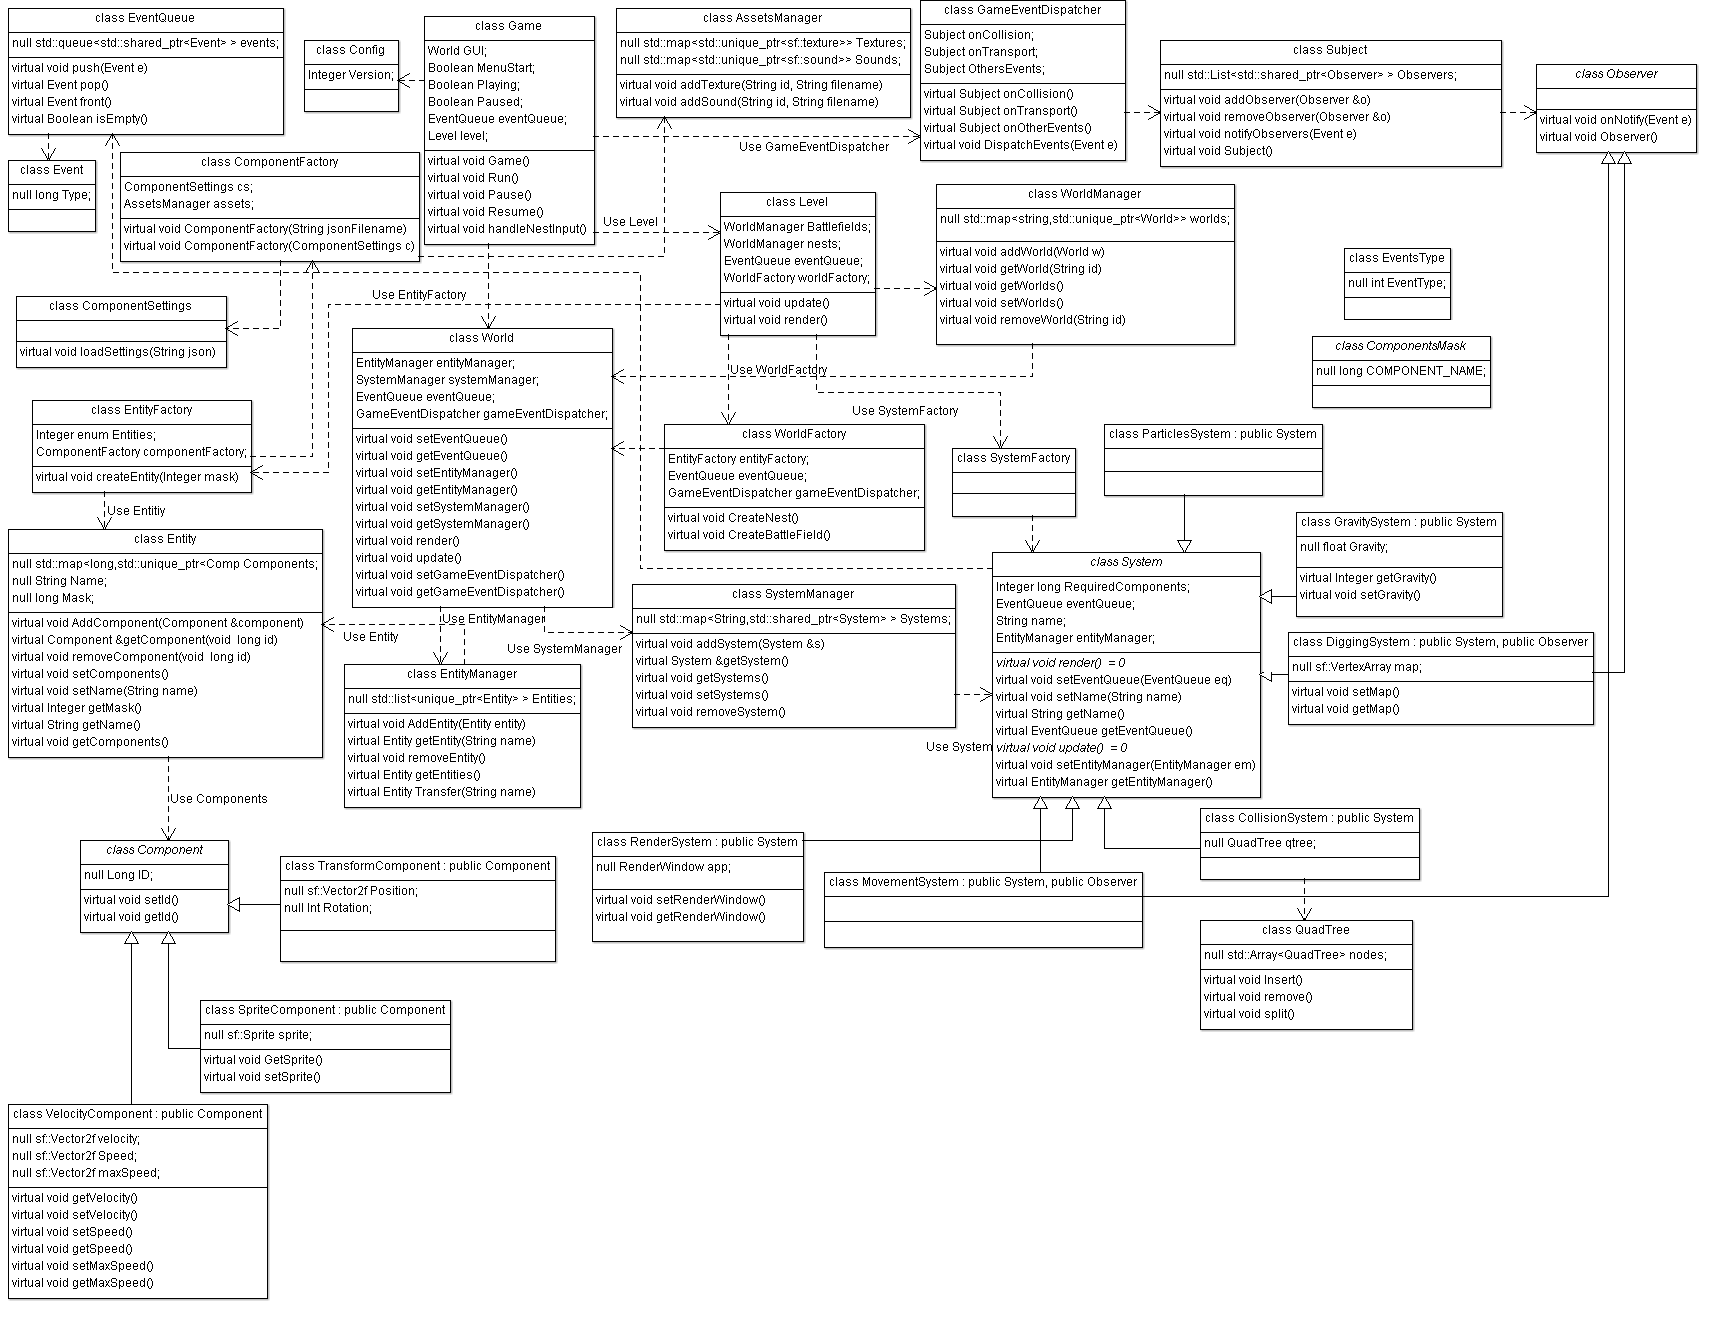 class EventQueue
null std::queue<std::shared_ptr<Event> > events;
virtual void push(Event e)
virtual Event pop()
virtual Event front()
virtual Boolean isEmpty()
class Config
Integer Version;
class Game
World GUI;
Boolean MenuStart;
Boolean Playing;
Boolean Paused;
EventQueue eventQueue;
Level level;
virtual void Game()
virtual void Run()
virtual void Pause()
virtual void Resume()
virtual void handleNestInput()
class AssetsManager
null std::map<std::unique_ptr<sf::texture>> Textures;
null std::map<std::unique_ptr<sf::sound>> Sounds;
virtual void addTexture(String id, String filename)
virtual void addSound(String id, String filename)
class GameEventDispatcher
Subject onCollision;
Subject onTransport;
Subject OthersEvents;
virtual Subject onCollision()
virtual Subject onTransport()
virtual Subject onOtherEvents()
virtual void DispatchEvents(Event e)
Use GameEventDispatcher
class Subject
null std::List<std::shared_ptr<Observer> > Observers;
virtual void addObserver(Observer &o)
virtual void removeObserver(Observer &o)
virtual void notifyObservers(Event e)
virtual void Subject()
class Observer
virtual void onNotify(Event e)
virtual void Observer()
class Event
null long Type;
class ComponentFactory
ComponentSettings cs;
AssetsManager assets;
virtual void ComponentFactory(String jsonFilename)
virtual void ComponentFactory(ComponentSettings c)
Use Level
class Level
WorldManager Battlefields;
WorldManager nests;
EventQueue eventQueue;
WorldFactory worldFactory;
virtual void update()
virtual void render()
class WorldManager
null std::map<string,std::unique_ptr<World>> worlds;
virtual void addWorld(World w)
virtual void getWorld(String id)
virtual void getWorlds()
virtual void setWorlds()
virtual void removeWorld(String id)
class EventsType
null int EventType;
class ComponentsMask
null long COMPONENT_NAME;
class ComponentSettings
virtual void loadSettings(String json)
Use EntityFactory
class World
EntityManager entityManager;
SystemManager systemManager;
EventQueue eventQueue;
GameEventDispatcher gameEventDispatcher;
virtual void setEventQueue()
virtual void getEventQueue()
virtual void setEntityManager()
virtual void getEntityManager()
virtual void setSystemManager()
virtual void getSystemManager()
virtual void render()
virtual void update()
virtual void setGameEventDispatcher()
virtual void getGameEventDispatcher()
Use WorldFactory
Use SystemFactory
class EntityFactory
Integer enum Entities;
ComponentFactory componentFactory;
virtual void createEntity(Integer mask)
Use Entitiy
class WorldFactory
EntityFactory entityFactory;
EventQueue eventQueue;
GameEventDispatcher gameEventDispatcher;
virtual void CreateNest()
virtual void CreateBattleField()
class SystemFactory
class ParticlesSystem : public System
class GravitySystem : public System
null float Gravity;
virtual Integer getGravity()
virtual void setGravity()
class Entity
null std::map<long,std::unique_ptr<Comp Components;
null String Name;
null long Mask;
virtual void AddComponent(Component &component)
virtual Component &getComponent(void  long id)
virtual void removeComponent(void  long id)
virtual void setComponents()
virtual void setName(String name)
virtual Integer getMask()
virtual String getName()
virtual void getComponents()
Use Entity
Use EntityManager
Use SystemManager
class EntityManager
null std::list<unique_ptr<Entity> > Entities;
virtual void AddEntity(Entity entity)
virtual Entity getEntity(String name)
virtual void removeEntity()
virtual Entity getEntities()
virtual Entity Transfer(String name)
class SystemManager
null std::map<String,std::shared_ptr<System> > Systems;
virtual void addSystem(System &s)
virtual System &getSystem()
virtual void getSystems()
virtual void setSystems()
virtual void removeSystem()
Use System
class System
Integer long RequiredComponents;
EventQueue eventQueue;
String name;
EntityManager entityManager;
virtual void render()  = 0
virtual void setEventQueue(EventQueue eq)
virtual void setName(String name)
virtual String getName()
virtual EventQueue getEventQueue()
virtual void update()  = 0
virtual void setEntityManager(EntityManager em)
virtual EntityManager getEntityManager()
class DiggingSystem : public System, public Observer
null sf::VertexArray map;
virtual void setMap()
virtual void getMap()
Use Components
class Component
null Long ID;
virtual void setId()
virtual void getId()
class TransformComponent : public Component
null sf::Vector2f Position;
null Int Rotation;
class RenderSystem : public System
null RenderWindow app;
virtual void setRenderWindow()
virtual void getRenderWindow()
class MovementSystem : public System, public Observer
class CollisionSystem : public System
null QuadTree qtree;
class QuadTree
null std::Array<QuadTree> nodes;
virtual void Insert()
virtual void remove()
virtual void split()
class SpriteComponent : public Component
null sf::Sprite sprite;
virtual void GetSprite()
virtual void setSprite()
class VelocityComponent : public Component
null sf::Vector2f velocity;
null sf::Vector2f Speed;
null sf::Vector2f maxSpeed;
virtual void getVelocity()
virtual void setVelocity()
virtual void setSpeed()
virtual void getSpeed()
virtual void setMaxSpeed()
virtual void getMaxSpeed()